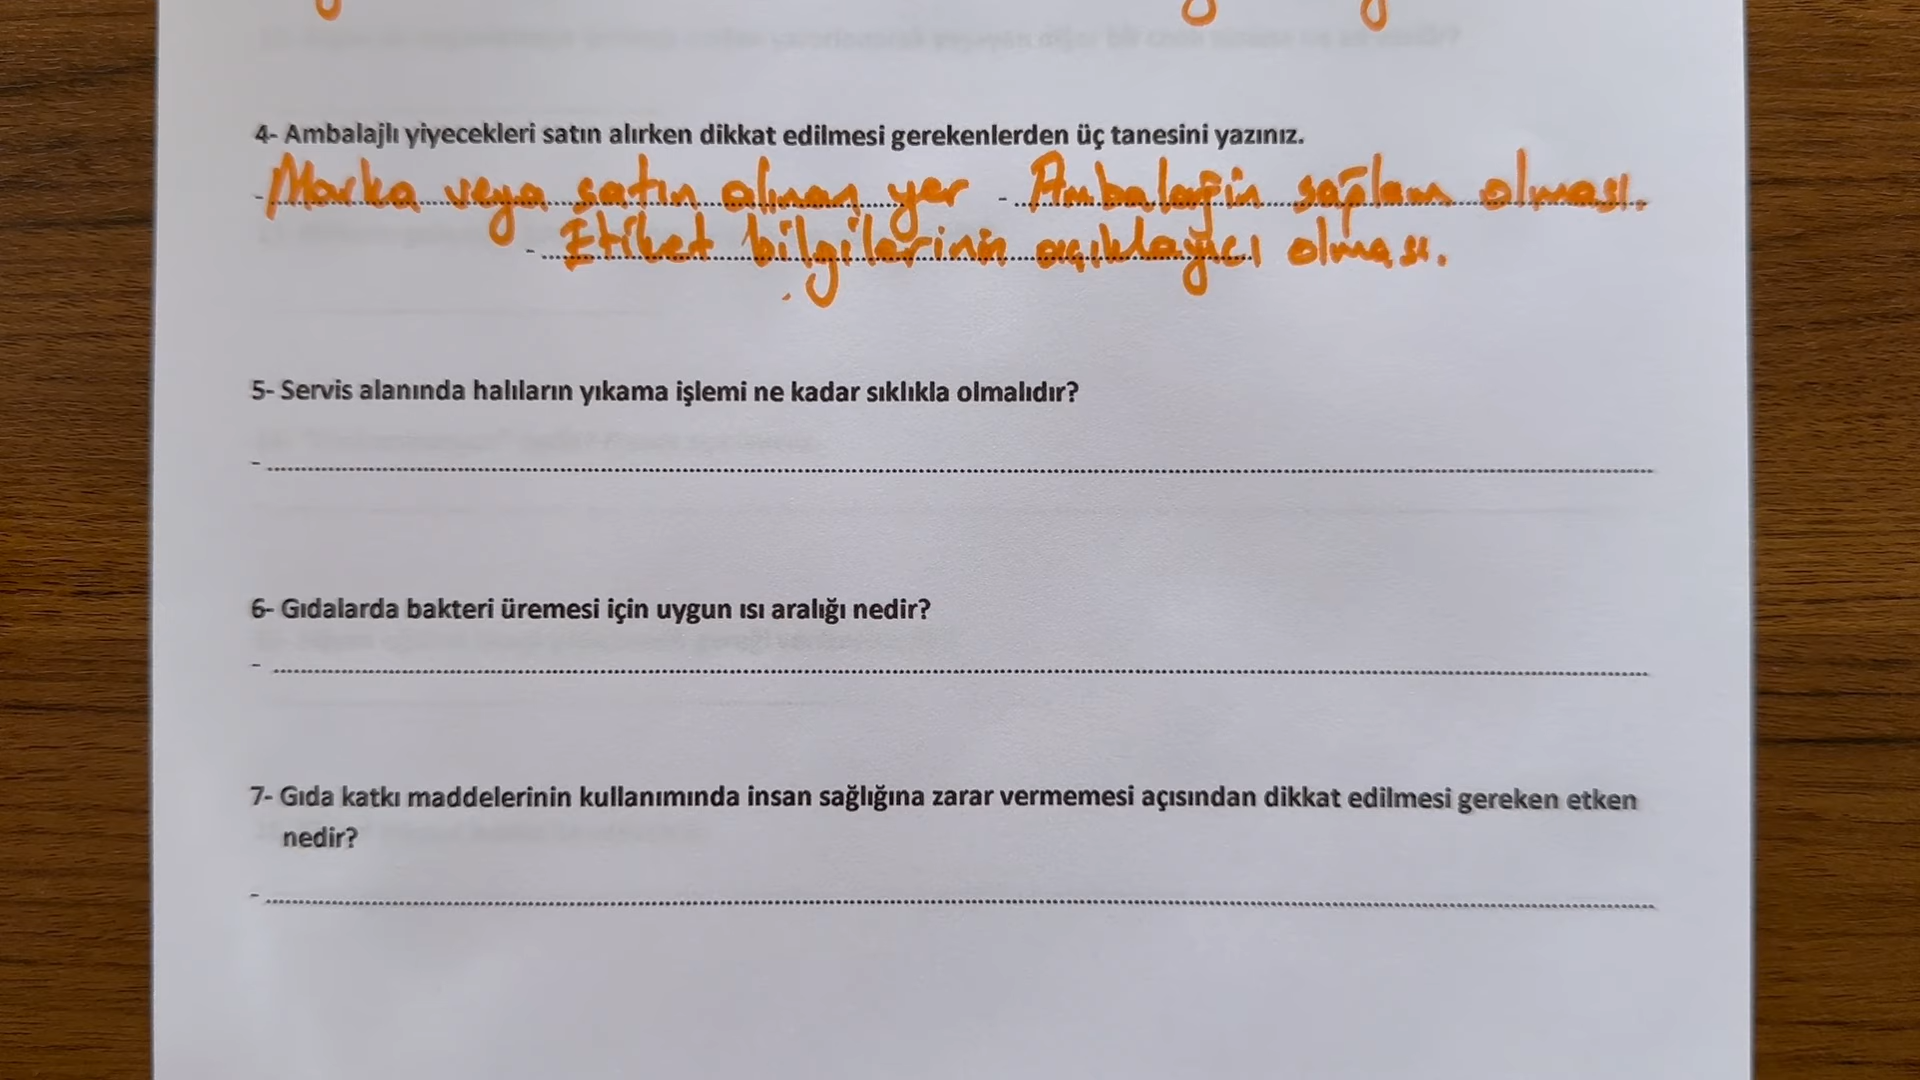 4- Ambalajlı yiyecekleri satın alırken dikkat edilmesi gerekenlerden üç tanesini yazınız.
- Marka veya satın alınan yer - Ambalajın sağlam olması.
- Etiket bilgilerinin açıklayıcı olması.
5- Servis alanında halıların yıkama işlemi ne kadar sıklıkla olmalıdır?
-
6- Gıdalarda bakteri üremesi için uygun ısı aralığı nedir?
-
7- Gıda katkı maddelerinin kullanımında insan sağlığına zarar vermemesi açısından dikkat edilmesi gereken etken
nedir?
-